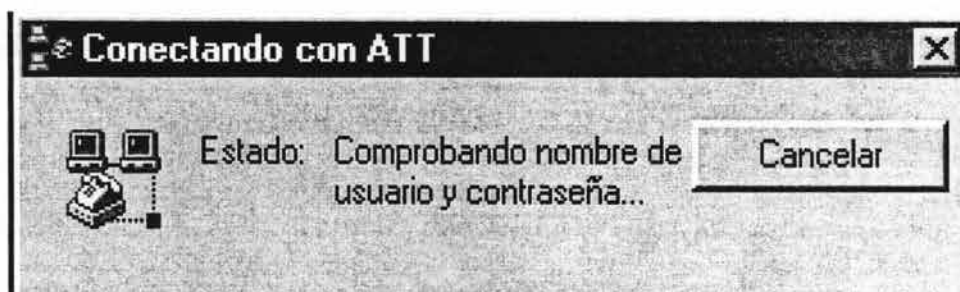 Conectando con ATT
Estado: Comprobando nombre de
usuario y contraseña...
Cancelar